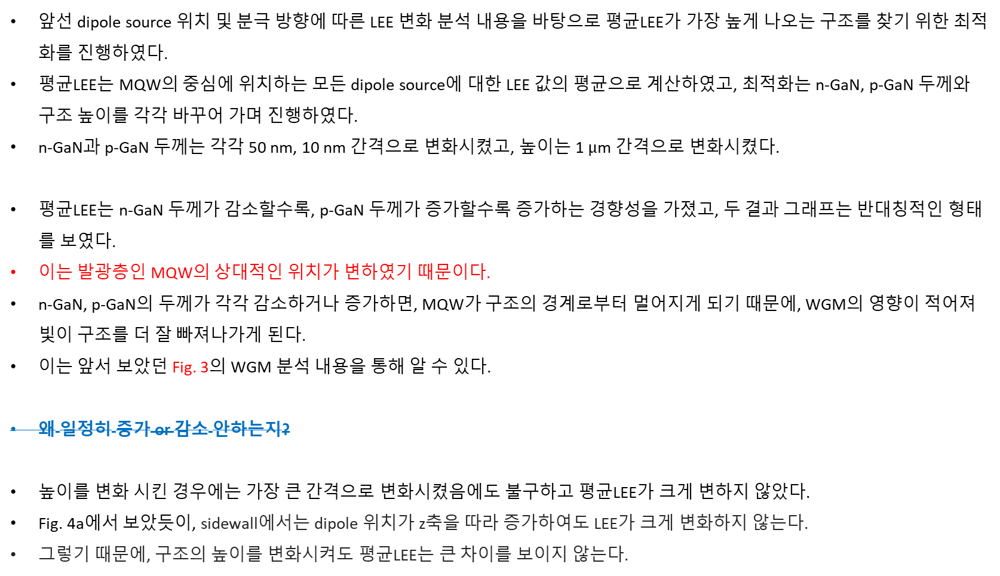 • 앞선 dipole source 위치 및 분극 방향에 따른 LEE 변화 분석 내용을 바탕으로 평균LEE가 가장 높게 나오는 구조를 찾기 위한 최적
화를 진행하였다.
• 평균LEE는 MQW의 중심에 위치하는 모든 dipole source에 대한 LEE 값의 평균으로 계산하였고, 최적화는 n-GaN, p-GaN 두께와
구조 높이를 각각 바꾸어 가며 진행하였다.
• n-GaN과 p-GaN 두께는 각각 50 nm, 10 nm 간격으로 변화시켰고, 높이는 1 μm 간격으로 변화시켰다.
• 평균LEE는 n-GaN 두께가 감소할수록, p-GaN 두께가 증가할수록 증가하는 경향성을 가졌고, 두 결과 그래프는 반대칭적인 형태
를 보였다.
• 이는 발광층인 MQW의 상대적인 위치가 변하였기 때문이다.
• n-GaN, p-GaN의 두께가 각각 감소하거나 증가하면, MQW가 구조의 경계로부터 멀어지게 되기 때문에, WGM의 영향이 적어져
빛이 구조를 더 잘 빠져나가게 된다.
• 이는 앞서 보았던 Fig. 3의 WGM 분석 내용을 통해 알 수 있다.
• 왜 일정히 증가 or 감소 안하는지?
• 높이를 변화 시킨 경우에는 가장 큰 간격으로 변화시켰음에도 불구하고 평균LEE가 크게 변하지 않았다.
• Fig. 4a에서 보았듯이, sidewall에서는 dipole 위치가 z축을 따라 증가하여도 LEE가 크게 변화하지 않는다.
• 그렇기 때문에, 구조의 높이를 변화시켜도 평균LEE는 큰 차이를 보이지 않는다.